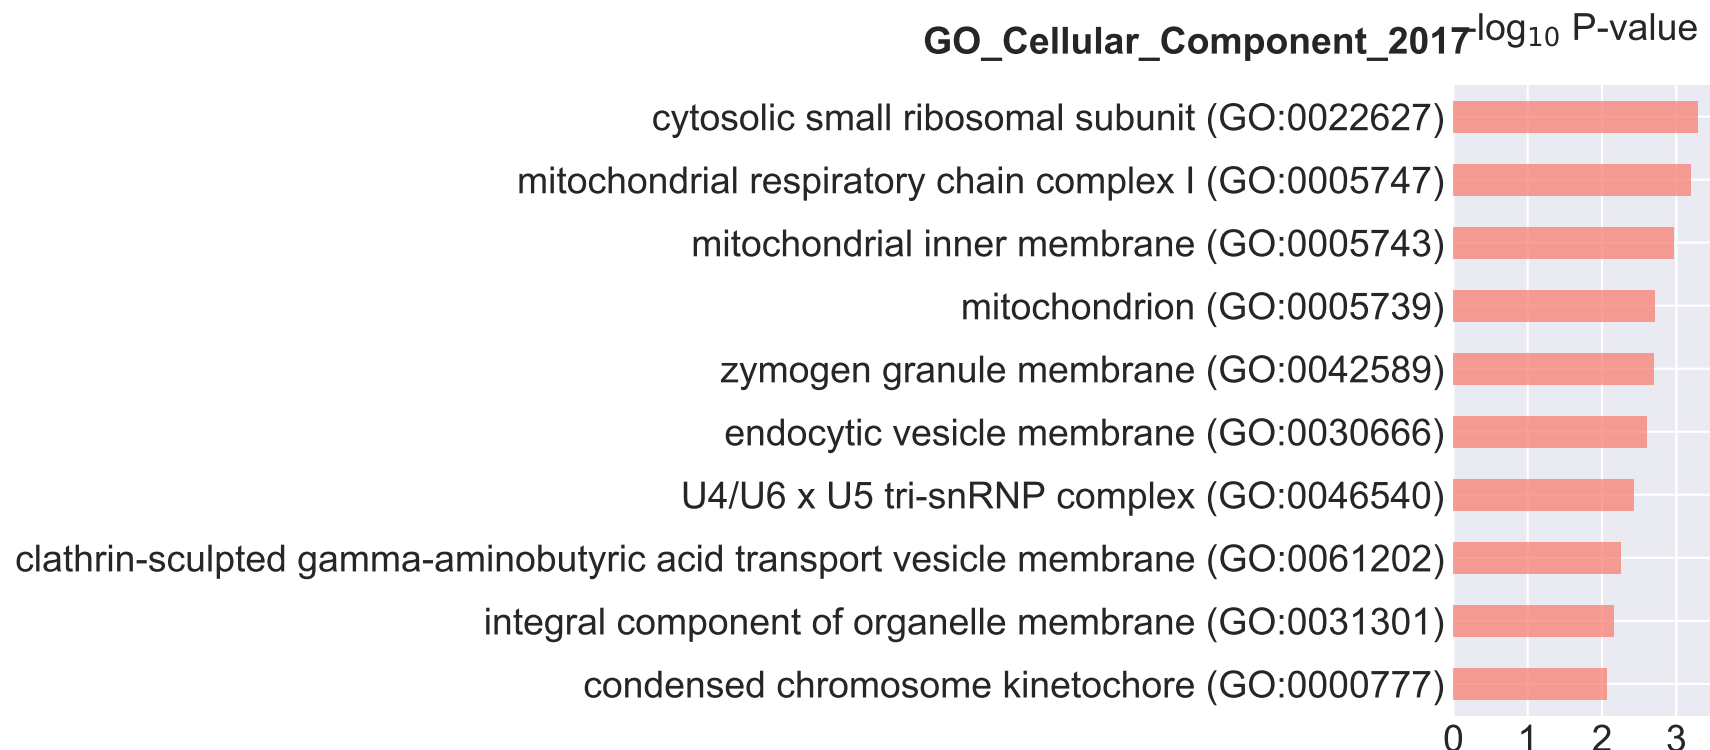 GO_Cellular_Component_2017
-log₁₀ P-value
cytosolic small ribosomal subunit (GO:0022627)
mitochondrial respiratory chain complex I (GO:0005747)
mitochondrial inner membrane (GO:0005743)
mitochondrion (GO:0005739)
zymogen granule membrane (GO:0042589)
endocytic vesicle membrane (GO:0030666)
U4/U6 x U5 tri-snRNP complex (GO:0046540)
clathrin-sculpted gamma-aminobutyric acid transport vesicle membrane (GO:0061202)
integral component of organelle membrane (GO:0031301)
condensed chromosome kinetochore (GO:0000777)
0 1 2 3